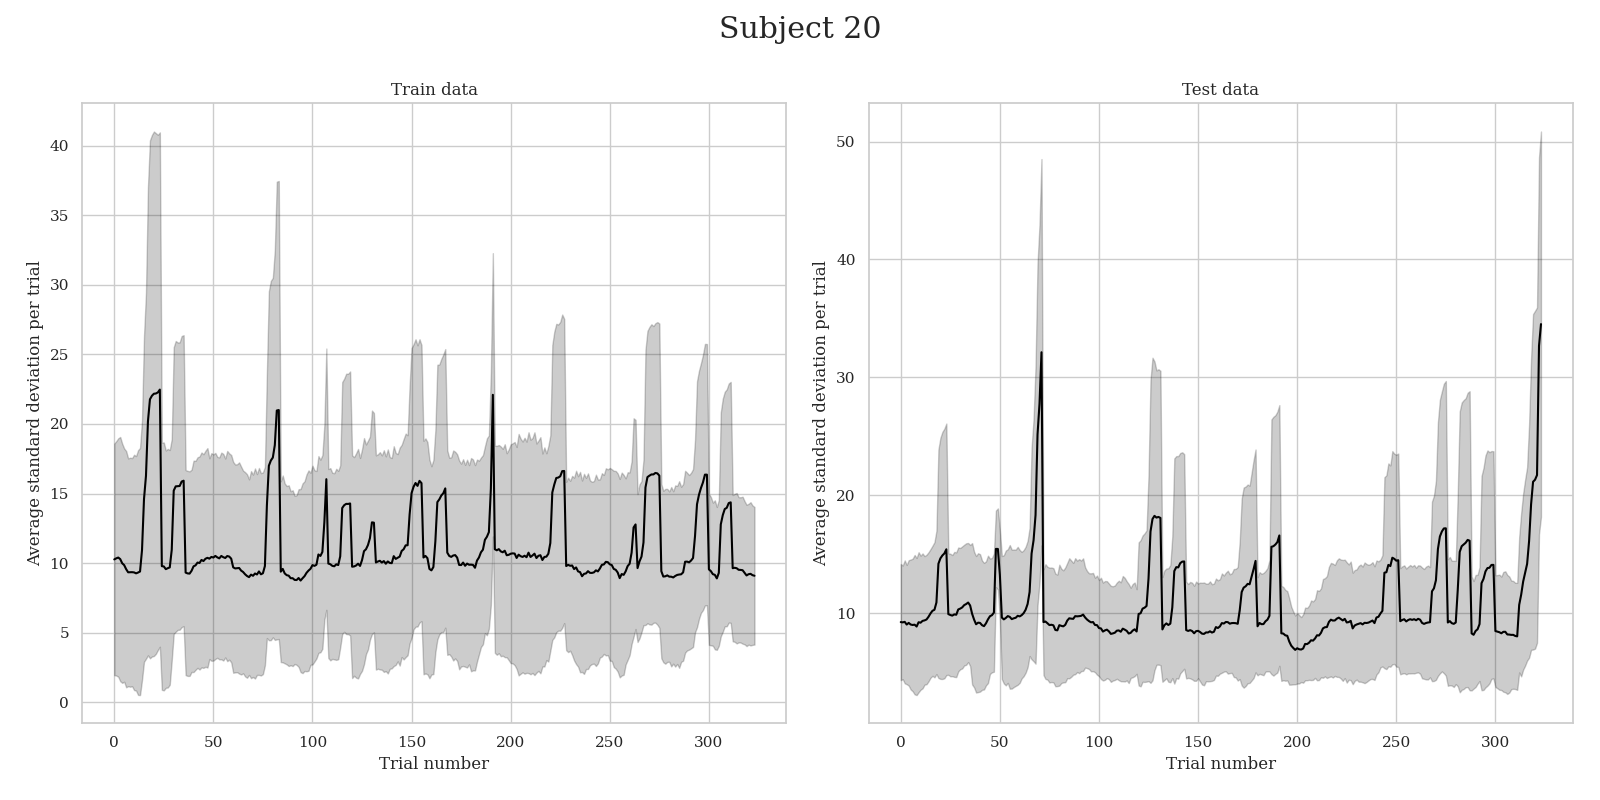 Subject 20
Train data
Average standard deviation per trial
40
35
30
25
20
15
10
5
0
0 50 100 150 200 250 300
Trial number
Test data
Average standard deviation per trial
50
40
30
20
10
0 50 100 150 200 250 300
Trial number